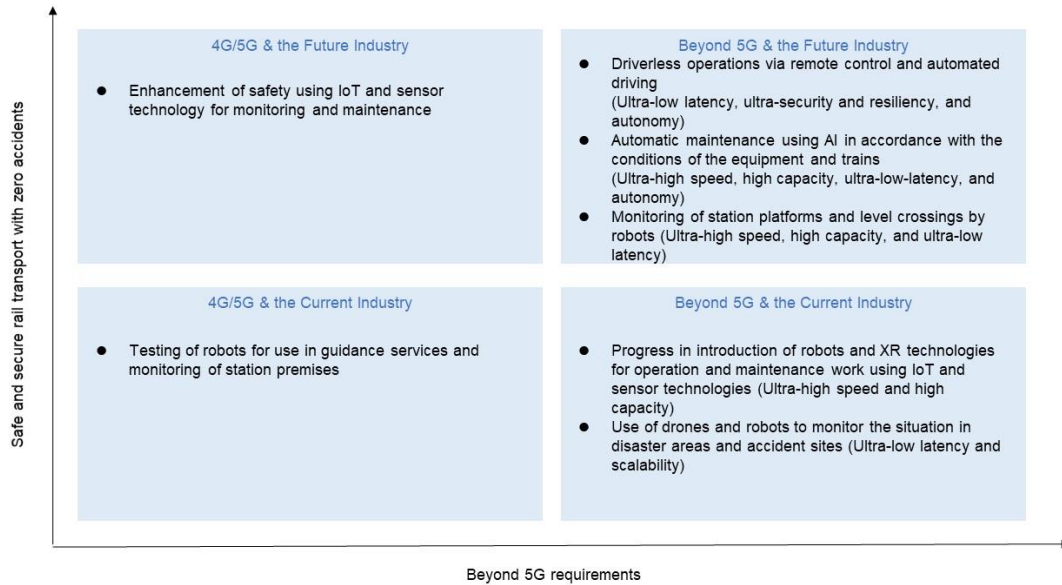 Safe and secure rail transport with zero accidents
4G/5G & the Future Industry
● Enhancement of safety using IoT and sensor
technology for monitoring and maintenance
Beyond 5G & the Future Industry
● Driverless operations via remote control and automated
driving
(Ultra-low latency, ultra-security and resiliency, and
autonomy)
● Automatic maintenance using AI in accordance with the
conditions of the equipment and trains
(Ultra-high speed, high capacity, ultra-low-latency, and
autonomy)
● Monitoring of station platforms and level crossings by
robots (Ultra-high speed, high capacity, and ultra-low
latency)
4G/5G & the Current Industry
● Testing of robots for use in guidance services and
monitoring of station premises
Beyond 5G & the Current Industry
● Progress in introduction of robots and XR technologies
for operation and maintenance work using IoT and
sensor technologies (Ultra-high speed and high
capacity)
● Use of drones and robots to monitor the situation in
disaster areas and accident sites (Ultra-low latency and
scalability)
Beyond 5G requirements